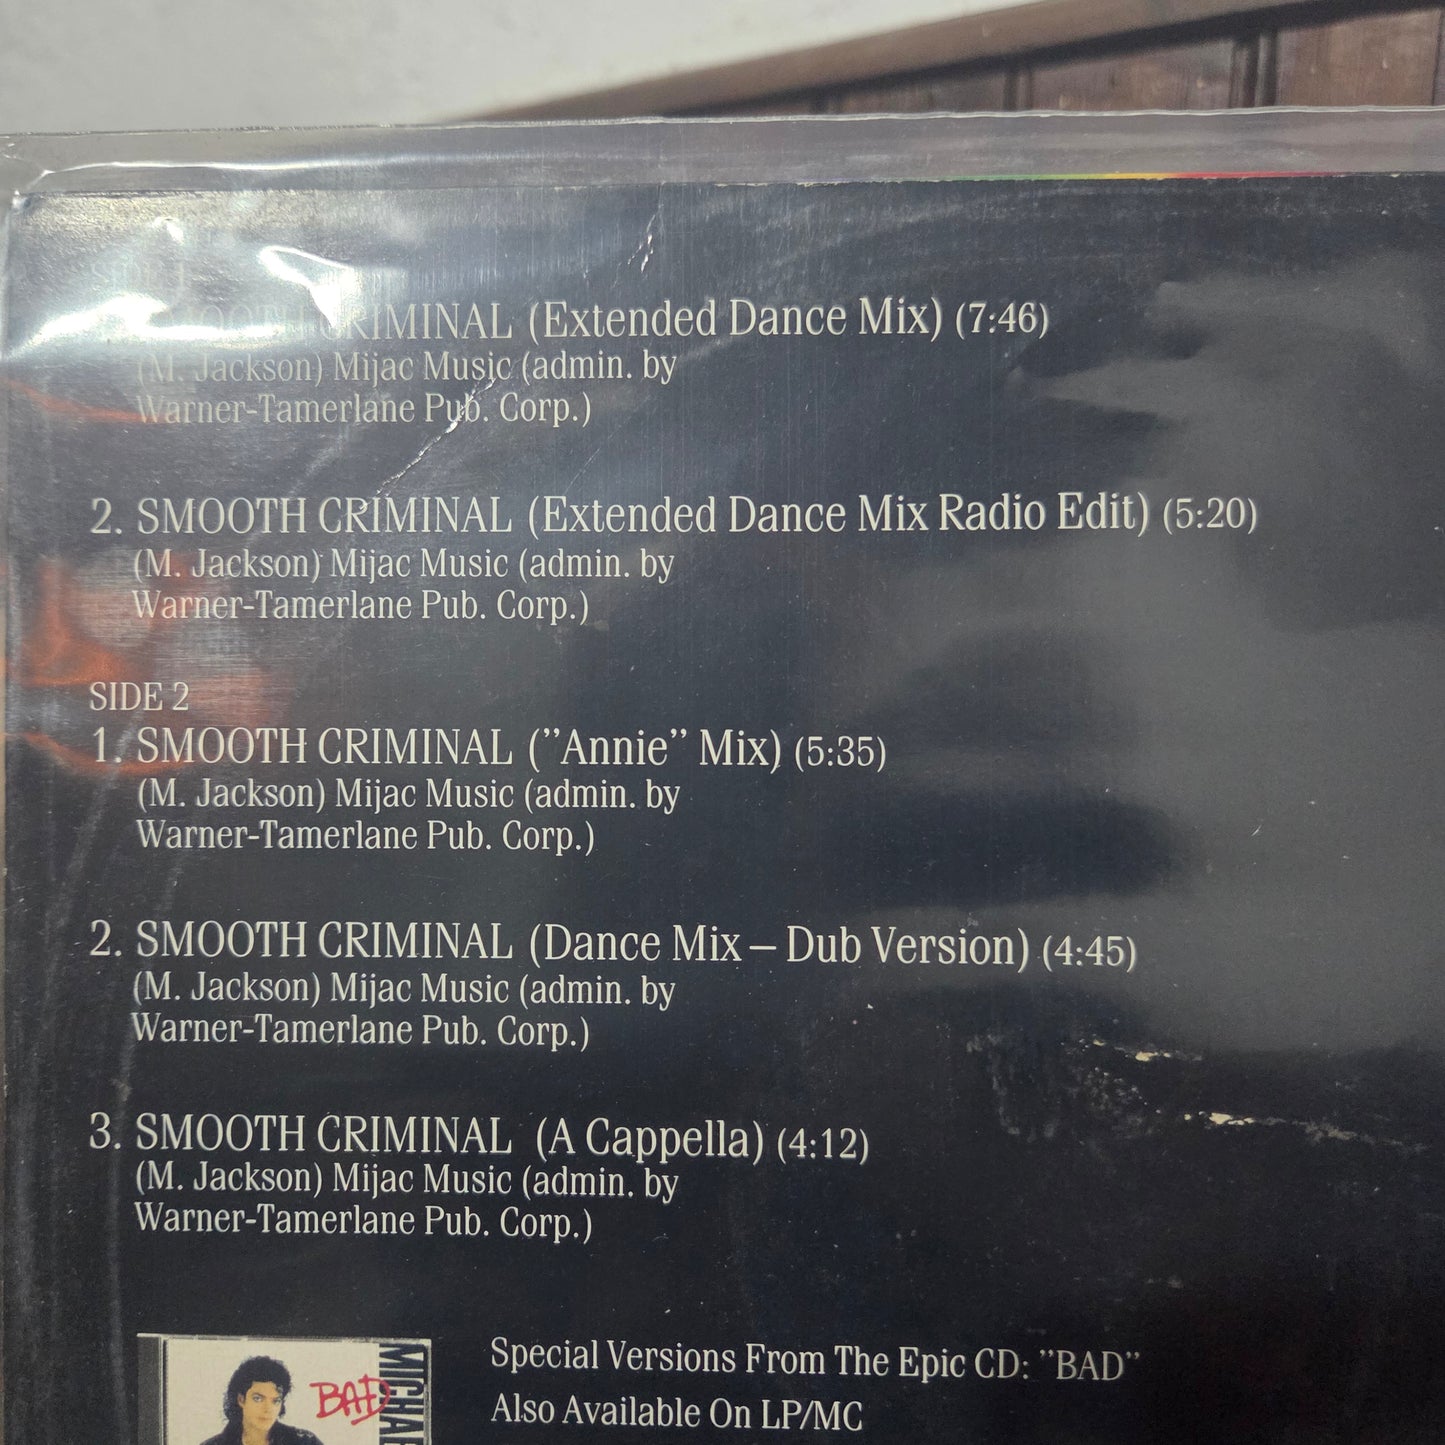 SIDE 1
SMOOTH CRIMINAL (Extended Dance Mix) (7:46)
(M. Jackson) Mijac Music (admin. by
Warner-Tamerlane Pub. Corp.)
2. SMOOTH CRIMINAL (Extended Dance Mix Radio Edit) (5:20)
(M. Jackson) Mijac Music (admin. by
Warner-Tamerlane Pub. Corp.)
SIDE 2
1. SMOOTH CRIMINAL (”Annie” Mix) (5:35)
(M. Jackson) Mijac Music (admin. by
Warner-Tamerlane Pub. Corp.)
2. SMOOTH CRIMINAL (Dance Mix – Dub Version) (4:45)
(M. Jackson) Mijac Music (admin. by
Warner-Tamerlane Pub. Corp.)
3. SMOOTH CRIMINAL (A Cappella) (4:12)
(M. Jackson) Mijac Music (admin. by
Warner-Tamerlane Pub. Corp.)
BAD
Special Versions From The Epic CD: ”BAD”
Also Available On LP/MC